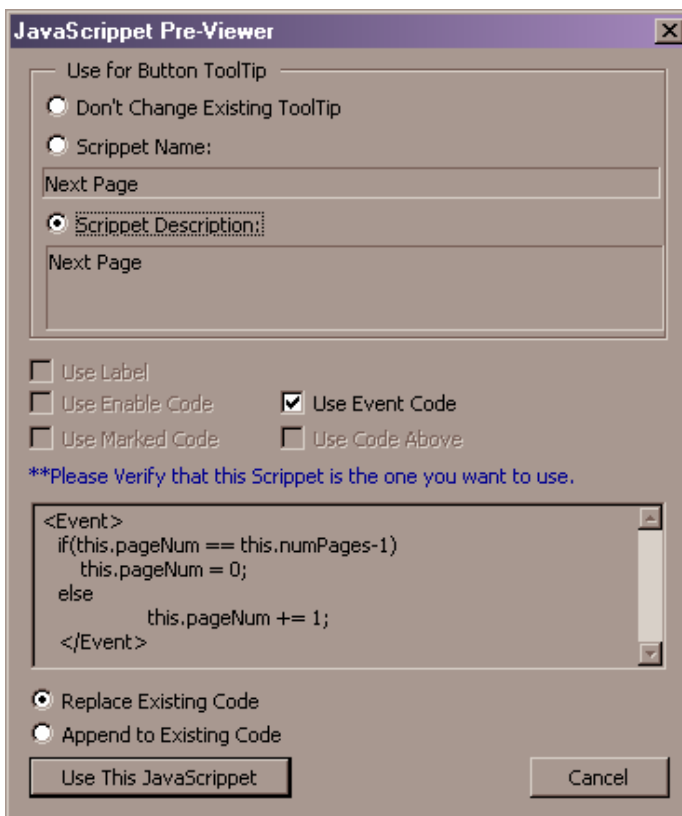 JavaScrippet Pre-Viewer
Use for Button ToolTip
Don't Change Existing ToolTip
Scrippet Name:
Next Page
Scrippet Description:
Next Page
Use Label
Use Enable Code Use Event Code
Use Marked Code Use Code Above
**Please Verify that this Scrippet is the one you want to use.
<Event>
if(this.pageNum == this.numPages-1)
this.pageNum = 0;
else
this.pageNum += 1;
</Event>
Replace Existing Code
Append to Existing Code
Use This JavaScrippet Cancel